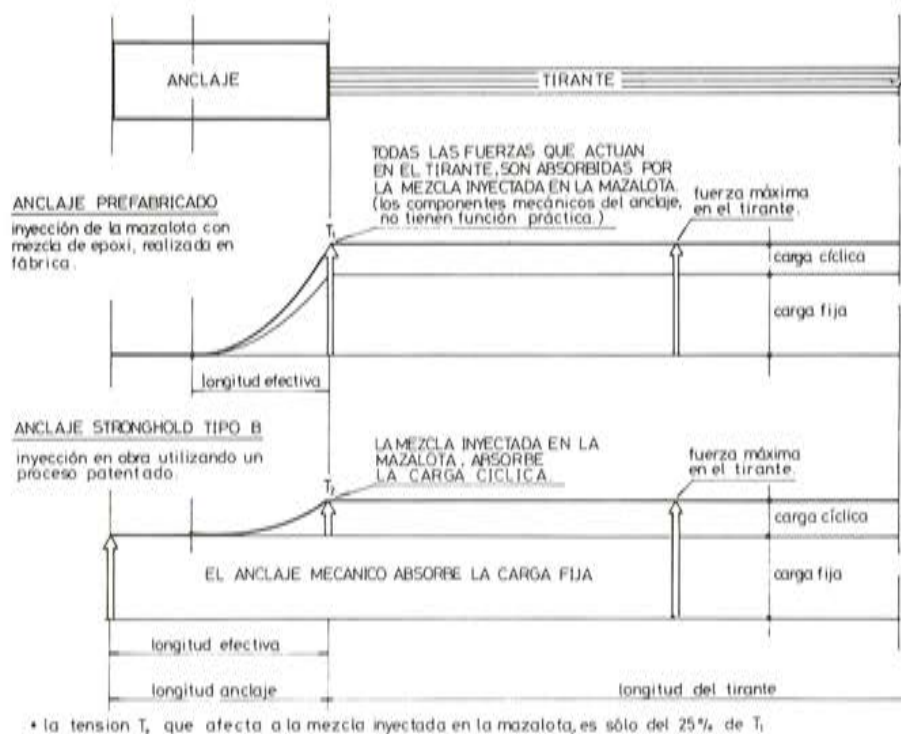 ANCLAJE
TIRANTE
TODAS LAS FUERZAS QUE ACTUAN
EN EL TIRANTE, SON ABSORBIDAS POR
LA MEZCLA INYECTADA EN LA MAZALOTA
(los componentes mecánicos del anclaje,
no tienen función práctica.)
ANCLAJE PREFABRICADO
inyección de la mazalota con
mezcla de epoxi, realizada en
fábrica.
T₁
fuerza máxima
en el tirante.
carga cíclica
carga fija
longitud efectiva
ANCLAJE STRONGHOLD TIPO B
inyección en obra utilizando un
proceso patentado.
LA MEZCLA INYECTADA EN LA
MAZALOTA, ABSORBE
LA CARGA CICLICA.
T₂
fuerza máxima
en el tirante.
carga cíclica
EL ANCLAJE MECANICO ABSORBE LA CARGA FIJA
carga fija
longitud efectiva
longitud anclaje
longitud del tirante
• la tension T₂ que afecta a la mezcla inyectada en la mazalota, es sólo del 25% de T₁